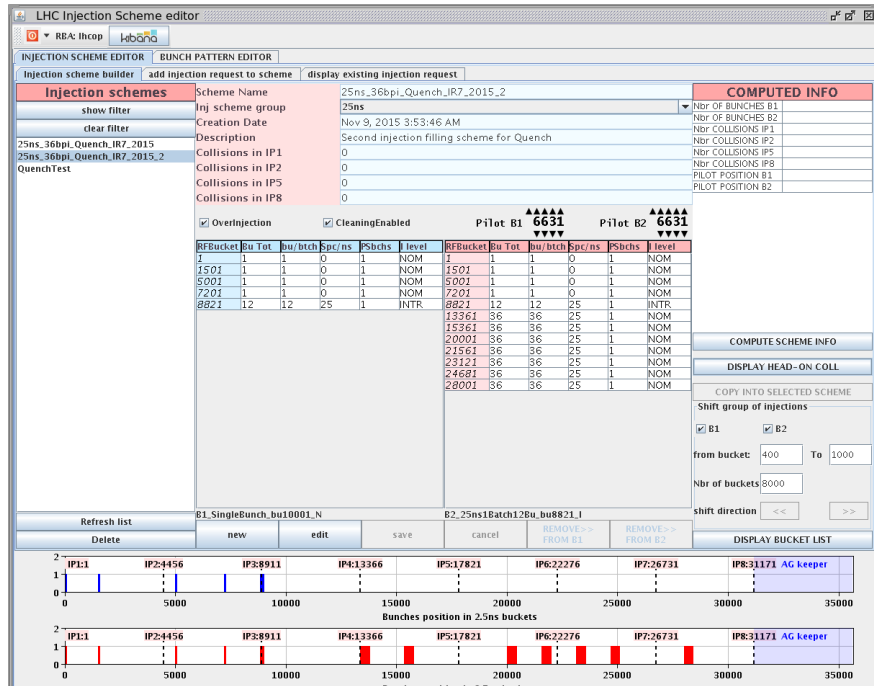 LHC Injection Scheme editor
RBA: lhcop kibana
INJECTION SCHEME EDITOR BUNCH PATTERN EDITOR
Injection scheme builder add injection request to scheme display existing injection request
Injection schemes
show filter
clear filter
25ns_36bpi_Quench_IR7_2015
25ns_36bpi_Quench_IR7_2015_2
QuenchTest
Refresh list
Delete
Scheme Name 25ns_36bpi_Quench_IR7_2015_2
Inj scheme group 25ns
Creation Date Nov 9, 2015 3:53:46 AM
Description Second injection filling scheme for Quench
Collisions in IP1 0
Collisions in IP2 0
Collisions in IP5 0
Collisions in IP8 0
OverInjection CleaningEnabled Pilot B1 6631 Pilot B2 6631
RFBucket Bu Tot bu/btch Spc/ns PSbchs I level
1 1 1 0 1 NOM
1501 1 1 0 1 NOM
5001 1 1 0 1 NOM
7201 1 1 0 1 NOM
8821 12 12 25 1 INTR
RFBucket Bu Tot bu/btch Spc/ns PSbchs I level
1 1 1 0 1 NOM
1501 1 1 0 1 NOM
5001 1 1 0 1 NOM
7201 1 1 0 1 NOM
8821 12 12 25 1 INTR
13361 36 36 25 1 NOM
15361 36 36 25 1 NOM
20001 36 36 25 1 NOM
21561 36 36 25 1 NOM
23121 36 36 25 1 NOM
24681 36 36 25 1 NOM
28001 36 36 25 1 NOM
B1_SingleBunch_bu10001_N B2_25ns1Batch12Bu_bu8821_I
new edit save cancel REMOVE>> FROM B1 REMOVE>> FROM B2
COMPUTED INFO
Nbr OF BUNCHES B1
Nbr OF BUNCHES B2
Nbr COLLISIONS IP1
Nbr COLLISIONS IP2
Nbr COLLISIONS IP5
Nbr COLLISIONS IP8
PILOT POSITION B1
PILOT POSITION B2
COMPUTE SCHEME INFO
DISPLAY HEAD-ON COLL
COPY INTO SELECTED SCHEME
Shift group of injections
B1 B2
from bucket: 400 To 1000
Nbr of buckets 8000
shift direction << >>
DISPLAY BUCKET LIST
2
IP1:1 IP2:4456 IP3:8911 IP4:13366 IP5:17821 IP6:22276 IP7:26731 IP8:31171 AG keeper
1
0
0 5000 10000 15000 20000 25000 30000 35000
Bunches position in 2.5ns buckets
2
IP1:1 IP2:4456 IP3:8911 IP4:13366 IP5:17821 IP6:22276 IP7:26731 IP8:31171 AG keeper
1
0
0 5000 10000 15000 20000 25000 30000 35000